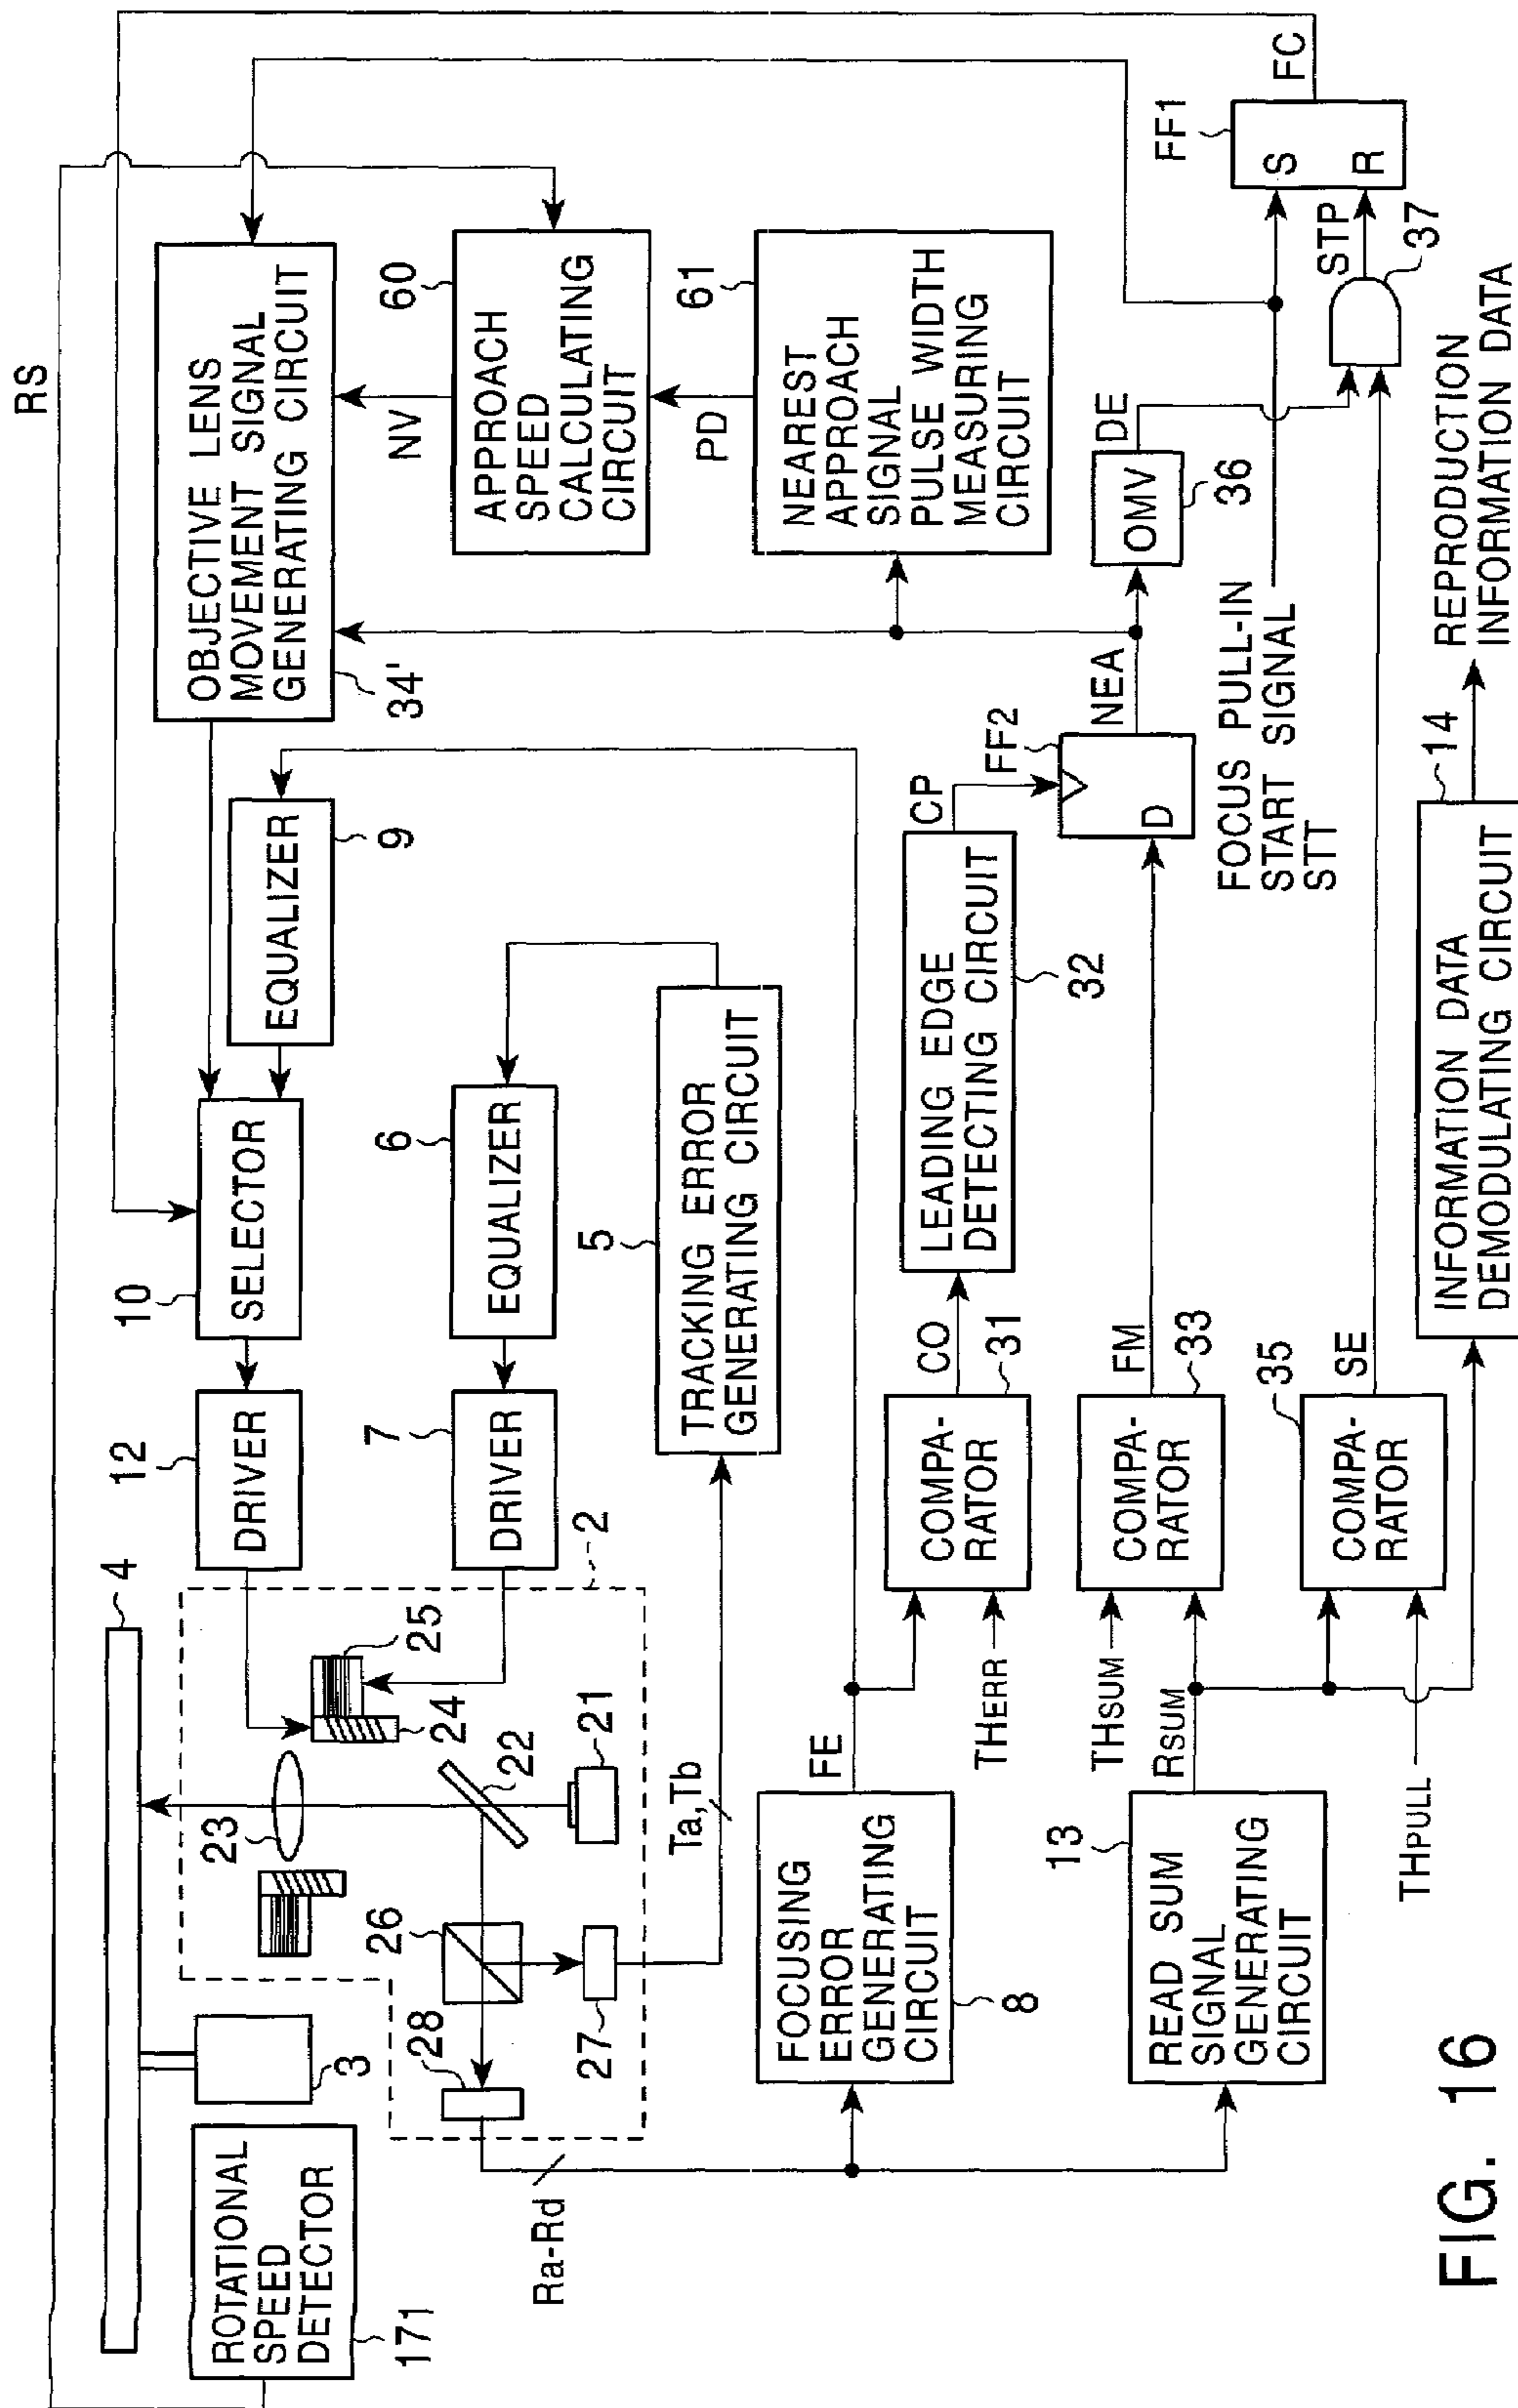 RS
4
ROTATIONAL
SPEED
DETECTOR
171
3
23
25
24
22
21
26
28
27
2
12
DRIVER
10
SELECTOR
EQUALIZER
9
OBJECTIVE LENS
MOVEMENT SIGNAL
GENERATING CIRCUIT
34'
7
DRIVER
6
EQUALIZER
NV
APPROACH
SPEED
CALCULATING
CIRCUIT
60
5
TRACKING ERROR
GENERATING CIRCUIT
Ta,Tb
PD
NEAREST
APPROACH
SIGNAL
PULSE WIDTH
MEASURING
CIRCUIT
61
Ra-Rd
FOCUSING
ERROR
GENERATING
CIRCUIT
8
FE
THERR
COMPA-
RATOR
31
CO
LEADING EDGE
DETECTING CIRCUIT
32
CP
FF2
D
NEA
OMV
36
DE
13
READ SUM
SIGNAL
GENERATING
CIRCUIT
THSUM
RSUM
COMPA-
RATOR
33
FM
FOCUS PULL-IN
START SIGNAL
STT
FF1
S
R
FC
STP
37
THPULL
35
COMPA-
RATOR
SE
14
INFORMATION DATA
DEMODULATING CIRCUIT
REPRODUCTION
INFORMATION DATA
FIG. 16